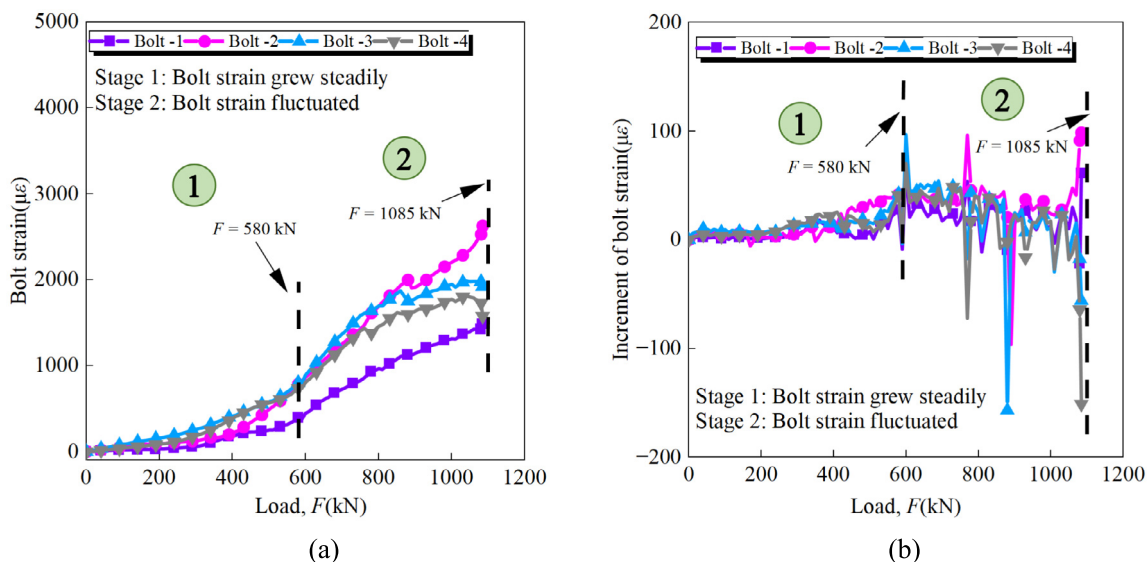 5000
4000
3000
2000
1000
0
Bolt strain(με)
Bolt -1 Bolt -2 Bolt -3 Bolt -4
Stage 1: Bolt strain grew steadily
Stage 2: Bolt strain fluctuated
1
2
F = 580 kN
F = 1085 kN
0 200 400 600 800 1000 1200
Load, F(kN)
(a)
200
100
0
−100
−200
Increment of bolt strain(με)
Bolt -1 Bolt -2 Bolt -3 Bolt -4
1
2
F = 580 kN
F = 1085 kN
Stage 1: Bolt strain grew steadily
Stage 2: Bolt strain fluctuated
0 200 400 600 800 1000 1200
Load, F(kN)
(b)